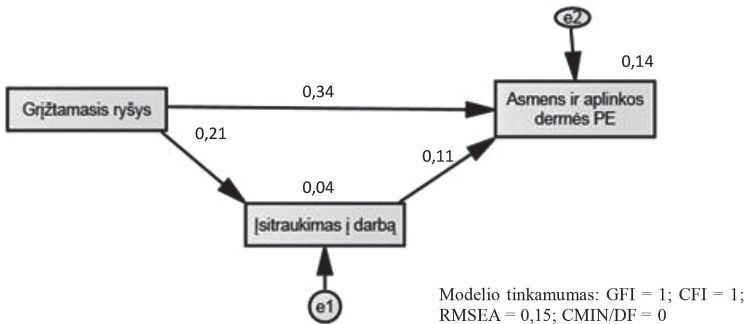 e2
0,14
0,34
Grįžtamasis ryšys
Asmens ir aplinkos
dermės PE
0,21
0,11
0,04
Įsitraukimas į darbą
e1
Modelio tinkamumas: GFI = 1; CFI = 1;
RMSEA = 0,15; CMIN/DF = 0